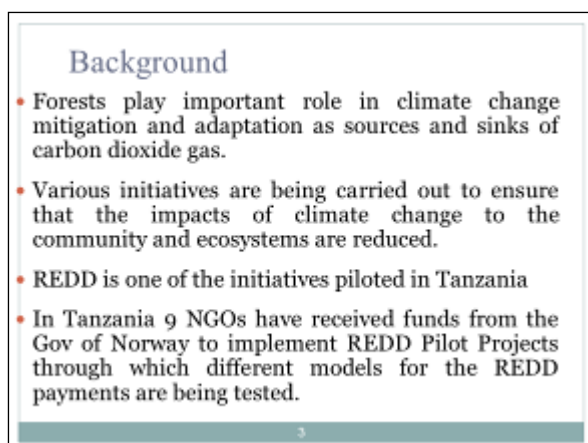 Background
• Forests play important role in climate change
mitigation and adaptation as sources and sinks of
carbon dioxide gas.
• Various initiatives are being carried out to ensure
that the impacts of climate change to the
community and ecosystems are reduced.
• REDD is one of the initiatives piloted in Tanzania
• In Tanzania 9 NGOs have received funds from the
Gov of Norway to implement REDD Pilot Projects
through which different models for the REDD
payments are being tested.
3